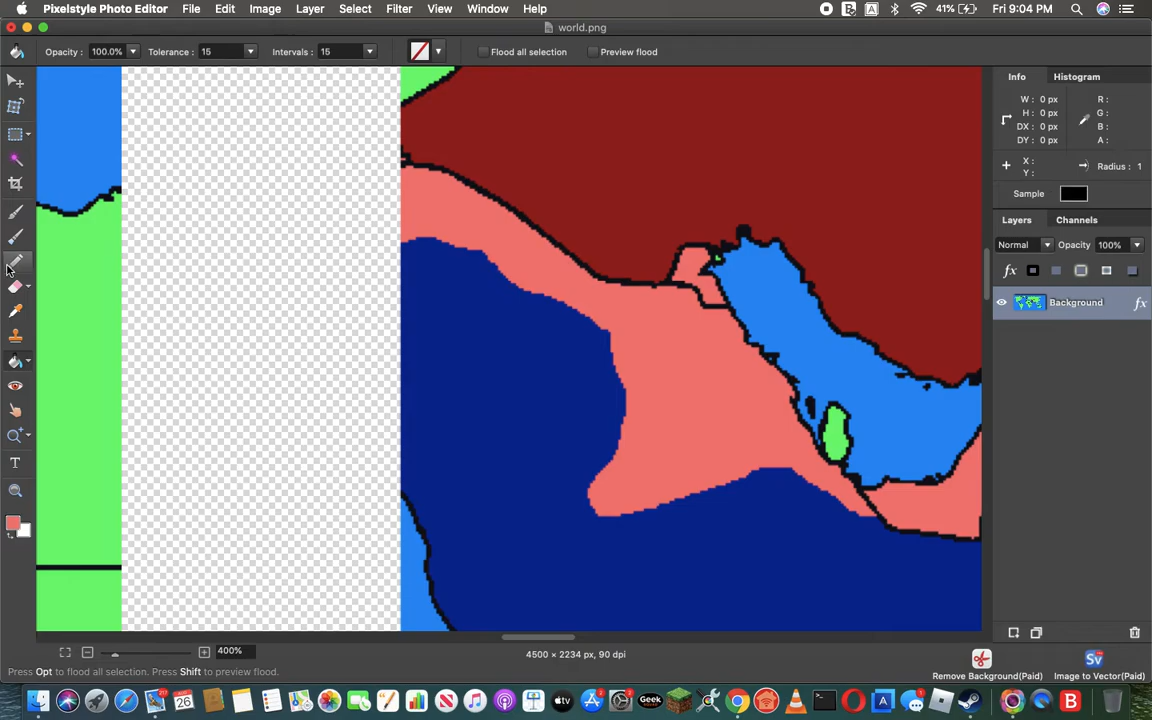 Pixelstyle Photo Editor File Edit Image Layer Select Filter View Window Help 41% Fri 9:04 PM
world.png
Opacity : 100.0% Tolerance : 15 Intervals : 15 Flood all selection Preview flood
Info Histogram
W : 0 px R :
H : 0 px G :
DX : 0 px B :
DY : 0 px A :
X :
Y :
Radius : 1
Sample
Layers Channels
Normal Opacity 100%
fx
Background fx
T
400%
4500 × 2234 px, 90 dpi
Press Opt to flood all selection. Press Shift to preview flood.
Sv
Remove Background(Paid) Image to Vector(Paid)